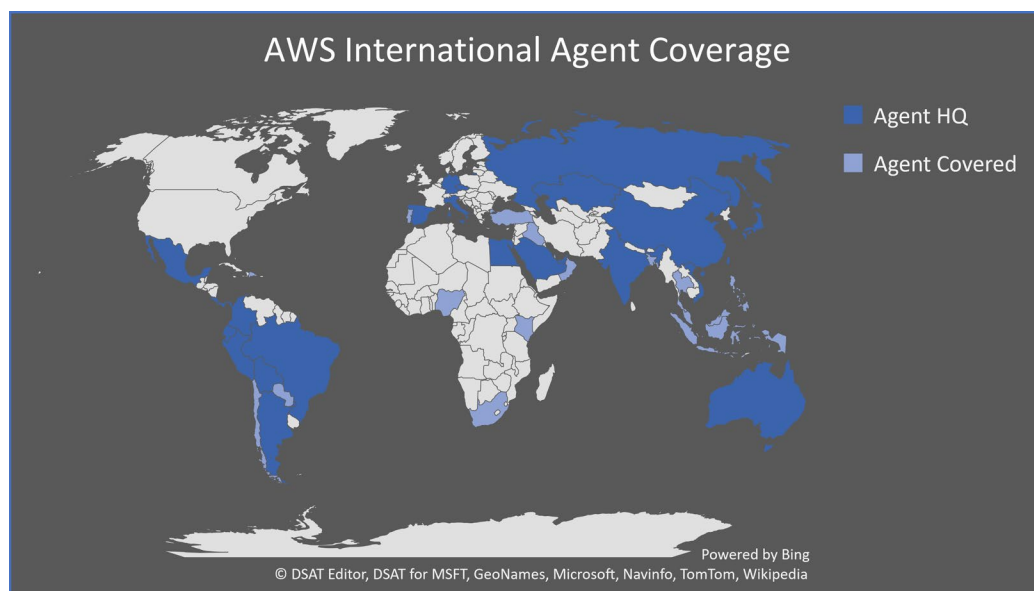 AWS International Agent Coverage
Agent HQ
Agent Covered
Powered by Bing
© DSAT Editor, DSAT for MSFT, GeoNames, Microsoft, Navinfo, TomTom, Wikipedia